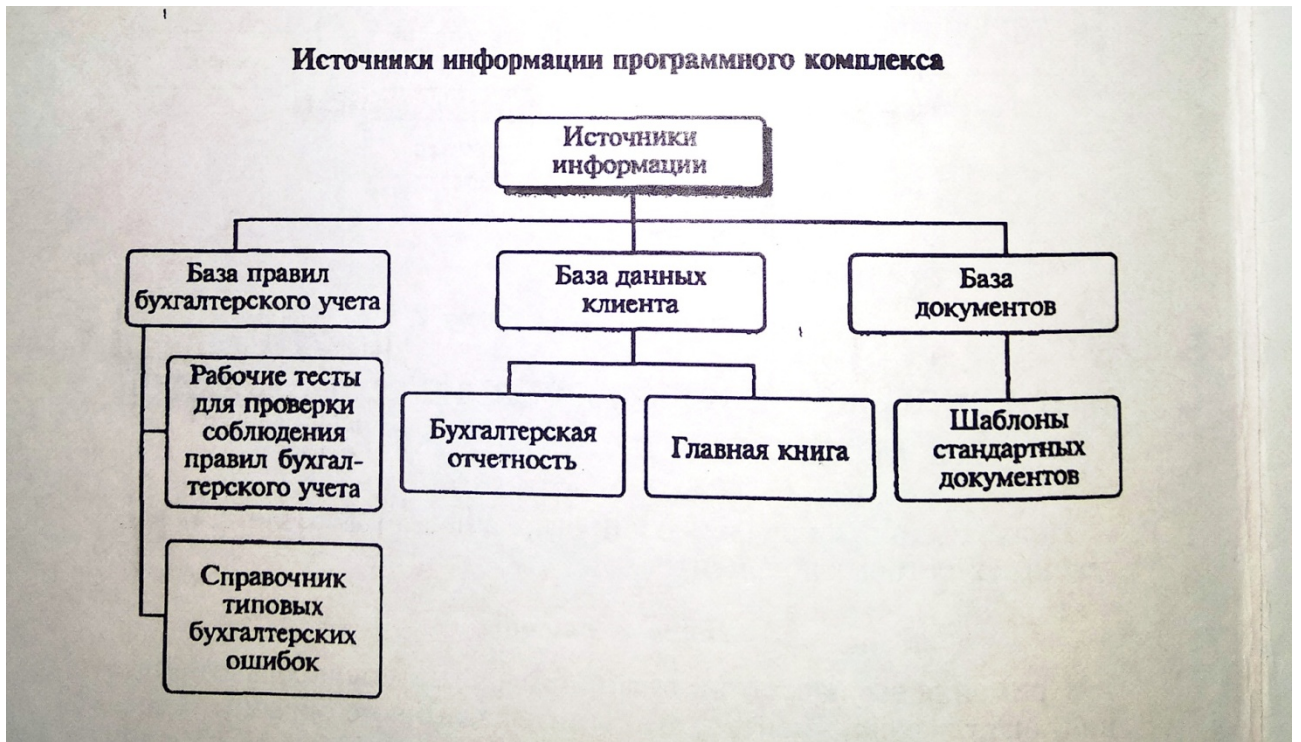 Источники информации программного комплекса
Источники
информации
База правил
бухгалтерского учета
База данных
клиента
База
документов
Рабочие тесты
для проверки
соблюдения
правил бухгал-
терского учета
Бухгалтерская
отчетность
Главная книга
Шаблоны
стандартных
документов
Справочник
типовых
бухгалтерских
ошибок